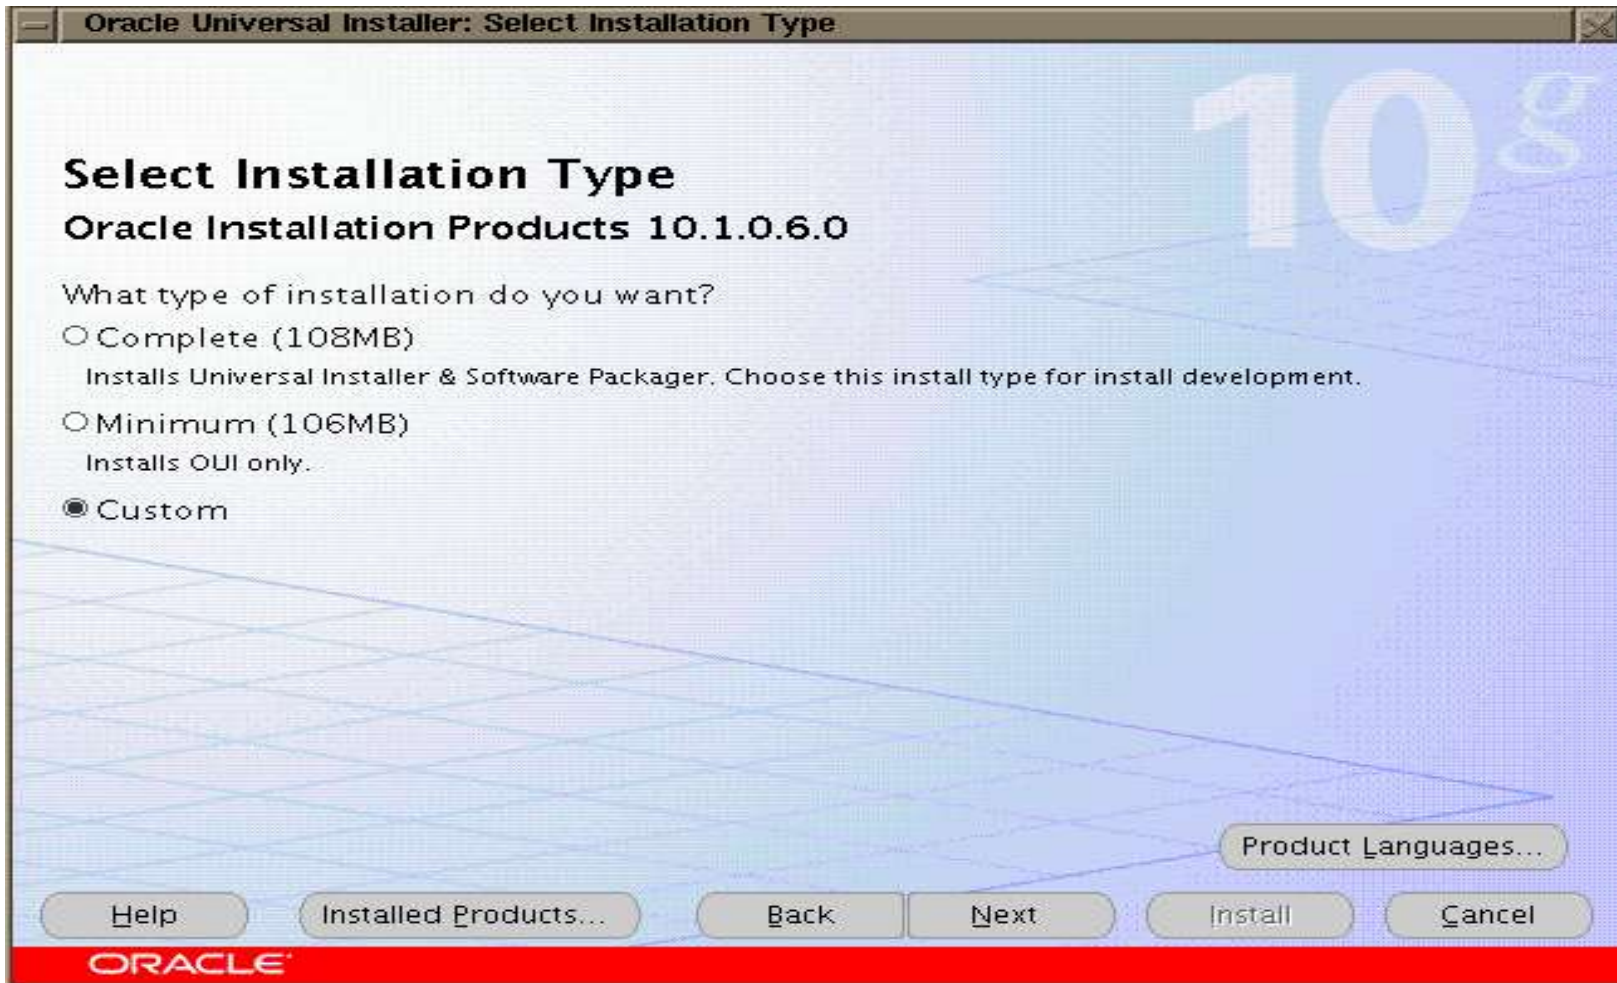 Oracle Universal Installer: Select Installation Type
10g
Select Installation Type
Oracle Installation Products 10.1.0.6.0
What type of installation do you want?
Complete (108MB)
Installs Universal Installer & Software Packager. Choose this install type for install development.
Minimum (106MB)
Installs OUI only.
Custom
Product Languages...
Help Installed Products... Back Next Install Cancel
ORACLE